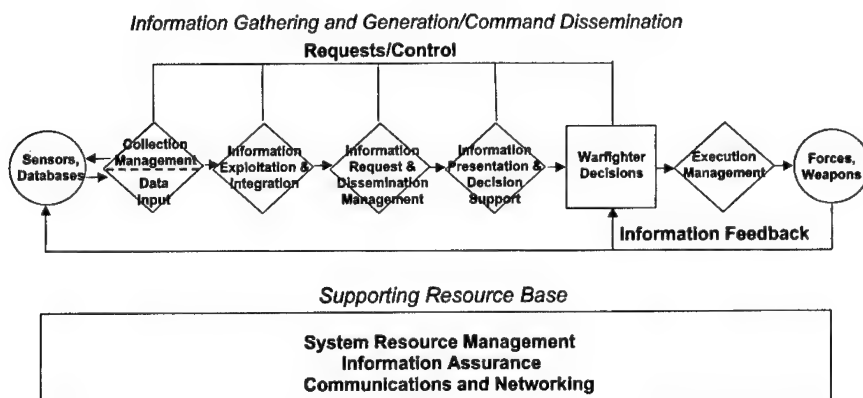 Information Gathering and Generation/Command Dissemination
Requests/Control
Sensors,
Databases
Collection
Management
Data
Input
Information
Exploitation &
Integration
Information
Request &
Dissemination
Management
Information
Presentation &
Decision
Support
Warfighter
Decisions
Execution
Management
Forces,
Weapons
Information Feedback
Supporting Resource Base
System Resource Management
Information Assurance
Communications and Networking